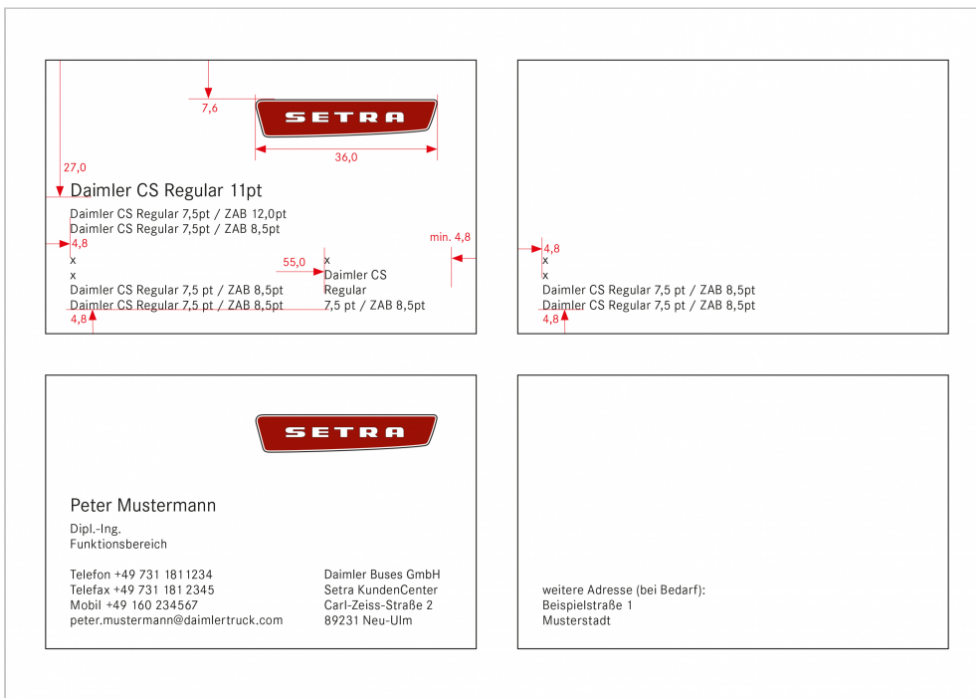 7,6
SETRA
36,0
27,0
Daimler CS Regular 11pt
Daimler CS Regular 7,5pt / ZAB 12,0pt
Daimler CS Regular 7,5pt / ZAB 8,5pt
4,8
min. 4,8
x
x
Daimler CS Regular 7,5 pt / ZAB 8,5pt
Daimler CS Regular 7,5 pt / ZAB 8,5pt
4,8
55,0
x
Daimler CS
Regular
7,5 pt / ZAB 8,5pt
4,8
x
x
Daimler CS Regular 7,5 pt / ZAB 8,5pt
Daimler CS Regular 7,5 pt / ZAB 8,5pt
4,8
SETRA
Peter Mustermann
Dipl.-Ing.
Funktionsbereich
Telefon +49 731 1811234
Telefax +49 731 181 2345
Mobil +49 160 234567
peter.mustermann@daimlertruck.com
Daimler Buses GmbH
Setra KundenCenter
Carl-Zeiss-Straße 2
89231 Neu-Ulm
weitere Adresse (bei Bedarf):
Beispielstraße 1
Musterstadt